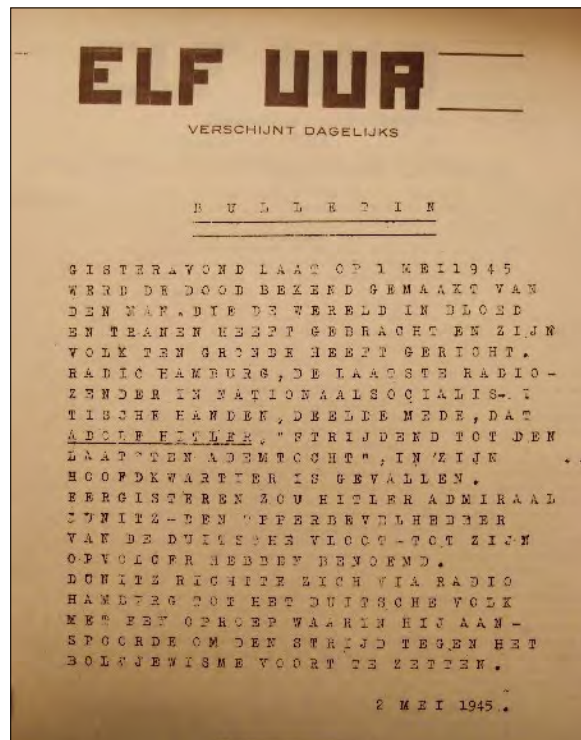 ELF UUR
VERSCHIJNT DAGELIJKS
BULLETIN
GISTERAVOND LAAT OP 1 MEI 1945
WERD DE DOOD BEKEND GEMAAKT VAN
DEN MAN, DIE DE WERELD IN BLOED
EN TRANEN HEEFT GEBRACHT EN ZIJN
VOLK TEN GRONDE HEEFT GERICHT.
RADIO HAMBURG, DE LAATSTE RADIO-
ZENDER IN NATIONAALSOCIALIS-
TISCHE HANDEN, DEELDE MEDE, DAT
ADOLF HITLER, "STRIJDEND TOT DEN
LAATSTEN ADEMTOCHT", IN ZIJN
HOOFDKWARTIER IS GEVALLEN.
EERGISTEREN ZOU HITLER ADMIRAAL
DONITZ-DEN OPPERBEVELHEBBER
VAN DE DUITSCHE VLOOT-TOT ZIJN
OPVOLGER HEBBEN BENOEMD.
DONITZ RICHTTE ZICH VIA RADIO
HAMBURG TOT HET DUITSCHE VOLK
MET EEN OPROEP WAARIN HIJ AAN-
SPOORDE OM DEN STRIJD TEGEN HET
BOLSJEWISME VOORT TE ZETTEN.
2 MEI 1945.